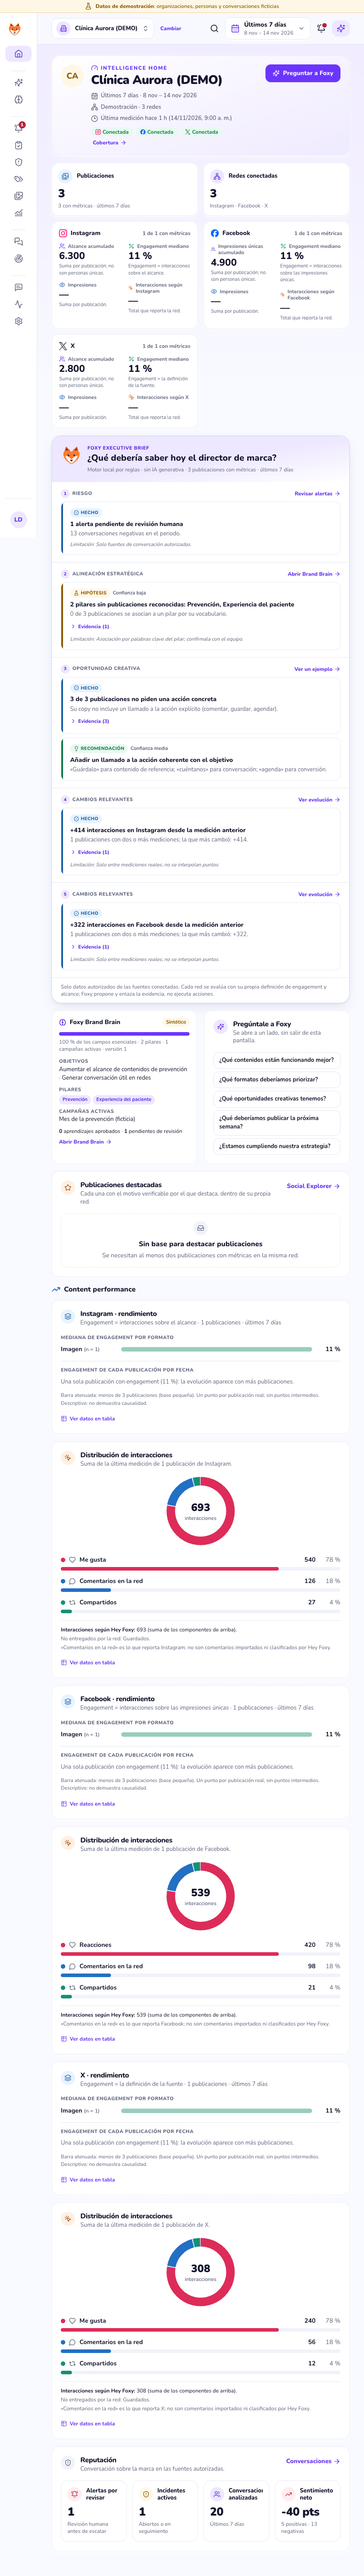 Datos de demostración: organizaciones, personas y conversaciones ficticias
Clínica Aurora (DEMO)
Cambiar
Últimos 7 días
8 nov – 14 nov 2026
CA
INTELLIGENCE HOME
Clínica Aurora (DEMO)
Últimos 7 días · 8 nov – 14 nov 2026
Demostración · 3 redes
Última medición hace 1 h (14/11/2026, 9:00 a. m.)
Conectada
Conectada
Conectada
Cobertura →
Preguntar a Foxy
Publicaciones
3
3 con métricas · últimos 7 días
Redes conectadas
3
Instagram · Facebook · X
Instagram
1 de 1 con métricas
Alcance acumulado
6.300
Suma por publicación; no son personas únicas.
Engagement mediano
11 %
Engagement = interacciones sobre el alcance.
Impresiones
—
Suma por publicación.
Interacciones según Instagram
—
Total que reporta la red.
Facebook
1 de 1 con métricas
Impresiones únicas acumulado
4.900
Suma por publicación; no son personas únicas.
Engagement mediano
11 %
Engagement = interacciones sobre las impresiones únicas.
Impresiones
—
Suma por publicación.
Interacciones según Facebook
—
Total que reporta la red.
X
1 de 1 con métricas
Alcance acumulado
2.800
Suma por publicación; no son personas únicas.
Engagement mediano
11 %
Engagement = la definición de la fuente.
Impresiones
—
Suma por publicación.
Interacciones según X
—
Total que reporta la red.
FOXY EXECUTIVE BRIEF
¿Qué debería saber hoy el director de marca?
Motor local por reglas · sin IA generativa · 3 publicaciones con métricas · últimos 7 días
1 RIESGO
Revisar alertas →
HECHO
1 alerta pendiente de revisión humana
13 conversaciones negativas en el periodo.
Limitación: Solo fuentes de conversación autorizadas.
2 ALINEACIÓN ESTRATÉGICA
Abrir Brand Brain →
HIPÓTESIS Confianza baja
2 pilares sin publicaciones reconocidas: Prevención, Experiencia del paciente
0 de 3 publicaciones se asocian a un pilar por su vocabulario.
Evidencia (1)
Limitación: Asociación por palabras clave del pilar; confírmala con el equipo.
3 OPORTUNIDAD CREATIVA
Ver un ejemplo →
HECHO
3 de 3 publicaciones no piden una acción concreta
Su copy no incluye un llamado a la acción explícito (comentar, guardar, agendar).
Evidencia (3)
RECOMENDACIÓN Confianza media
Añadir un llamado a la acción coherente con el objetivo
«Guárdalo» para contenido de referencia; «cuéntanos» para conversación; «agenda» para conversión.
4 CAMBIOS RELEVANTES
Ver evolución →
HECHO
+414 interacciones en Instagram desde la medición anterior
1 publicaciones con dos o más mediciones; la que más cambió: +414.
Evidencia (1)
Limitación: Solo entre mediciones reales; no se interpolan puntos.
5 CAMBIOS RELEVANTES
Ver evolución →
HECHO
+322 interacciones en Facebook desde la medición anterior
1 publicaciones con dos o más mediciones; la que más cambió: +322.
Evidencia (1)
Limitación: Solo entre mediciones reales; no se interpolan puntos.
Solo datos autorizados de las fuentes conectadas. Cada red se evalúa con su propia definición de engagement y alcance; Foxy propone y enlaza la evidencia, no ejecuta acciones.
LD
Foxy Brand Brain
Sintético
100 % de tas campos esenciales · 2 pilares · 1 campañas activas · versión 1
OBJETIVOS
Aumentar el alcance de contenidos de prevención · Generar conversación útil en redes
PILARES
Prevención
Experiencia del paciente
CAMPAÑAS ACTIVAS
Mes de la prevención (ficticia)
0 aprendizajes aprobados · 1 pendientes de revisión
Abrir Brand Brain →
Pregúntale a Foxy
Se abre a un lado, sin salir de esta pantalla.
¿Qué contenidos están funcionando mejor?
¿Qué formatos deberíamos priorizar?
¿Qué oportunidades creativas tenemos?
¿Qué deberíamos publicar la próxima semana?
¿Estamos cumpliendo nuestra estrategia?
Publicaciones destacadas
Cada una con el motivo verificable por el que destaca, dentro de su propia red.
Social Explorer →
Sin base para destacar publicaciones
Se necesitan al menos dos publicaciones con métricas en la misma red.
Content performance
Instagram · rendimiento
Engagement = interacciones sobre el alcance · 1 publicaciones · últimos 7 días
MEDIANA DE ENGAGEMENT POR FORMATO
Imagen (n = 1)
11 %
ENGAGEMENT DE CADA PUBLICACIÓN POR FECHA
Una sola publicación con engagement (11 %): la evolución aparece con más publicaciones.
Barra atenuada: menos de 3 publicaciones (base pequeña). Un punto por publicación real, sin puntos intermedios. Descriptivo: no demuestra causalidad.
Ver datos en tabla
Distribución de interacciones
Suma de la última medición de 1 publicación de Instagram.
693
interacciones
Me gusta
540
78 %
Comentarios en la red
126
18 %
Compartidos
27
4 %
Interacciones según Hey Foxy: 693 (suma de los componentes de arriba).
No entregados por la red: Guardados.
«Comentarios en la red» es lo que reporta Instagram; no son comentarios importados ni clasificados por Hey Foxy.
Ver datos en tabla
Facebook · rendimiento
Engagement = interacciones sobre las impresiones únicas · 1 publicaciones · últimos 7 días
MEDIANA DE ENGAGEMENT POR FORMATO
Imagen (n = 1)
11 %
ENGAGEMENT DE CADA PUBLICACIÓN POR FECHA
Una sola publicación con engagement (11 %): la evolución aparece con más publicaciones.
Barra atenuada: menos de 3 publicaciones (base pequeña). Un punto por publicación real, sin puntos intermedios. Descriptivo: no demuestra causalidad.
Ver datos en tabla
Distribución de interacciones
Suma de la última medición de 1 publicación de Facebook.
539
interacciones
Reacciones
420
78 %
Comentarios en la red
98
18 %
Compartidos
21
4 %
Interacciones según Hey Foxy: 539 (suma de los componentes de arriba).
«Comentarios en la red» es lo que reporta Facebook; no son comentarios importados ni clasificados por Hey Foxy.
Ver datos en tabla
X · rendimiento
Engagement = la definición de la fuente · 1 publicaciones · últimos 7 días
MEDIANA DE ENGAGEMENT POR FORMATO
Imagen (n = 1)
11 %
ENGAGEMENT DE CADA PUBLICACIÓN POR FECHA
Una sola publicación con engagement (11 %): la evolución aparece con más publicaciones.
Barra atenuada: menos de 3 publicaciones (base pequeña). Un punto por publicación real, sin puntos intermedios. Descriptivo: no demuestra causalidad.
Ver datos en tabla
Distribución de interacciones
Suma de la última medición de 1 publicación de X.
308
interacciones
Me gusta
240
78 %
Comentarios en la red
56
18 %
Compartidos
12
4 %
Interacciones según Hey Foxy: 308 (suma de los componentes de arriba).
No entregados por la red: Guardados.
«Comentarios en la red» es lo que reporta X; no son comentarios importados ni clasificados por Hey Foxy.
Ver datos en tabla
Reputación
Conversación sobre la marca en las fuentes autorizadas.
Conversaciones →
Alertas por revisar
1
Revisión humana antes de escalar
Incidentes activos
1
Abiertos o en seguimiento
Conversacion analizadas
20
Últimos 7 días
Sentimiento neto
-40 pts
5 positivas · 13 negativas